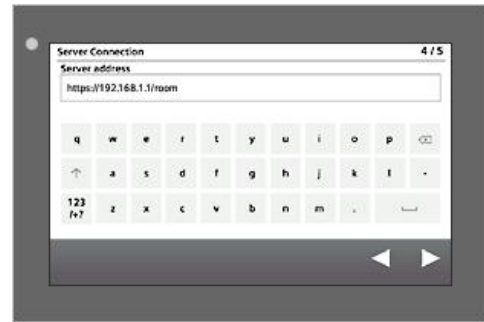 Server Connection 4/5
Server address
https://192.168.1.1/room
q w e r t y u i o p
a s d f g h j k l -
123 z x c v b n m .
!+?